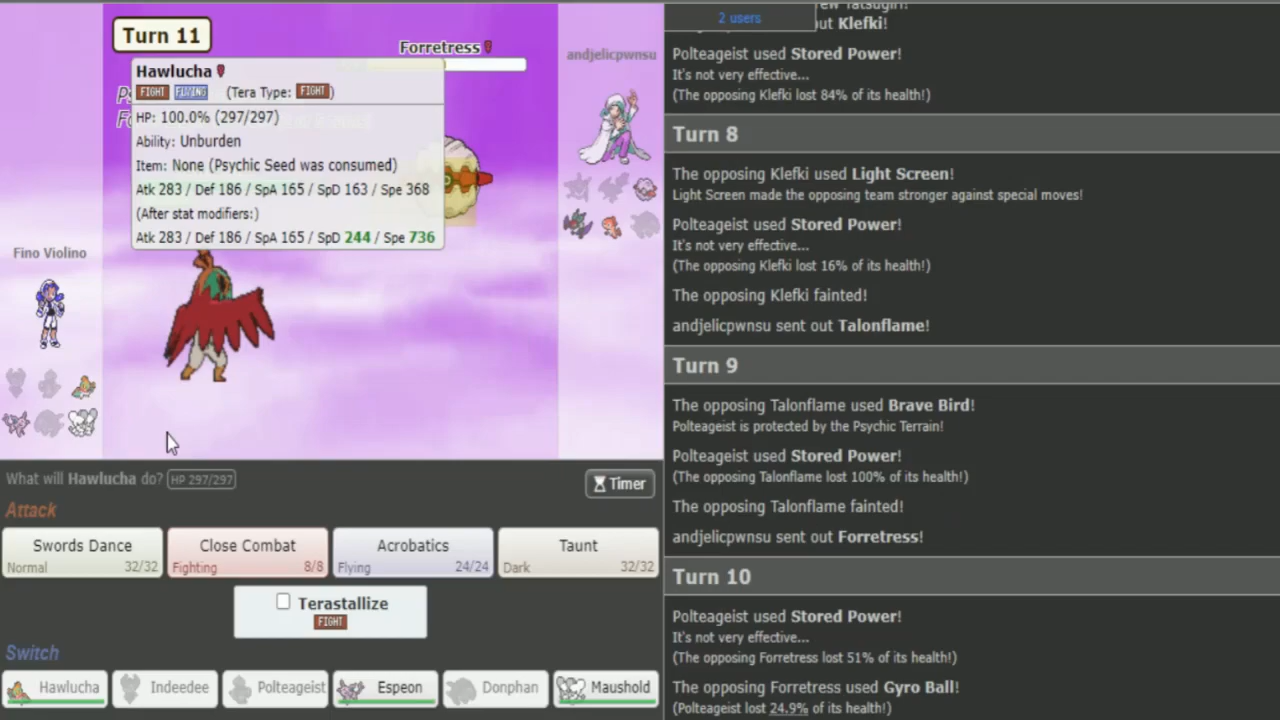 Turn 11
Forretress
andjelicpwnsu
Hawlucha
FIGHT FLYING (Tera Type: FIGHT)
HP: 100.0% (297/297)
Ability: Unburden
Item: None (Psychic Seed was consumed)
Atk 283 / Def 186 / SpA 165 / SpD 163 / Spe 368
(After stat modifiers:)
Atk 283 / Def 186 / SpA 165 / SpD 244 / Spe 736
Fino Violino
What will Hawlucha do? HP 297/297
Timer
Attack
Swords Dance
Normal 32/32
Close Combat
Fighting 8/8
Acrobatics
Flying 24/24
Taunt
Dark 32/32
Terastallize
FIGHT
Switch
Hawlucha
Indeedee
Polteageist
Espeon
Donphan
Maushold
2 users
out Klefki!
Polteageist used Stored Power!
It's not very effective...
(The opposing Klefki lost 84% of its health!)
Turn 8
The opposing Klefki used Light Screen!
Light Screen made the opposing team stronger against special moves!
Polteageist used Stored Power!
It's not very effective...
(The opposing Klefki lost 16% of its health!)
The opposing Klefki fainted!
andjelicpwnsu sent out Talonflame!
Turn 9
The opposing Talonflame used Brave Bird!
Polteageist is protected by the Psychic Terrain!
Polteageist used Stored Power!
(The opposing Talonflame lost 100% of its health!)
The opposing Talonflame fainted!
andjelicpwnsu sent out Forretress!
Turn 10
Polteageist used Stored Power!
It's not very effective...
(The opposing Forretress lost 51% of its health!)
The opposing Forretress used Gyro Ball!
(Polteageist lost 24.9% of its health!)